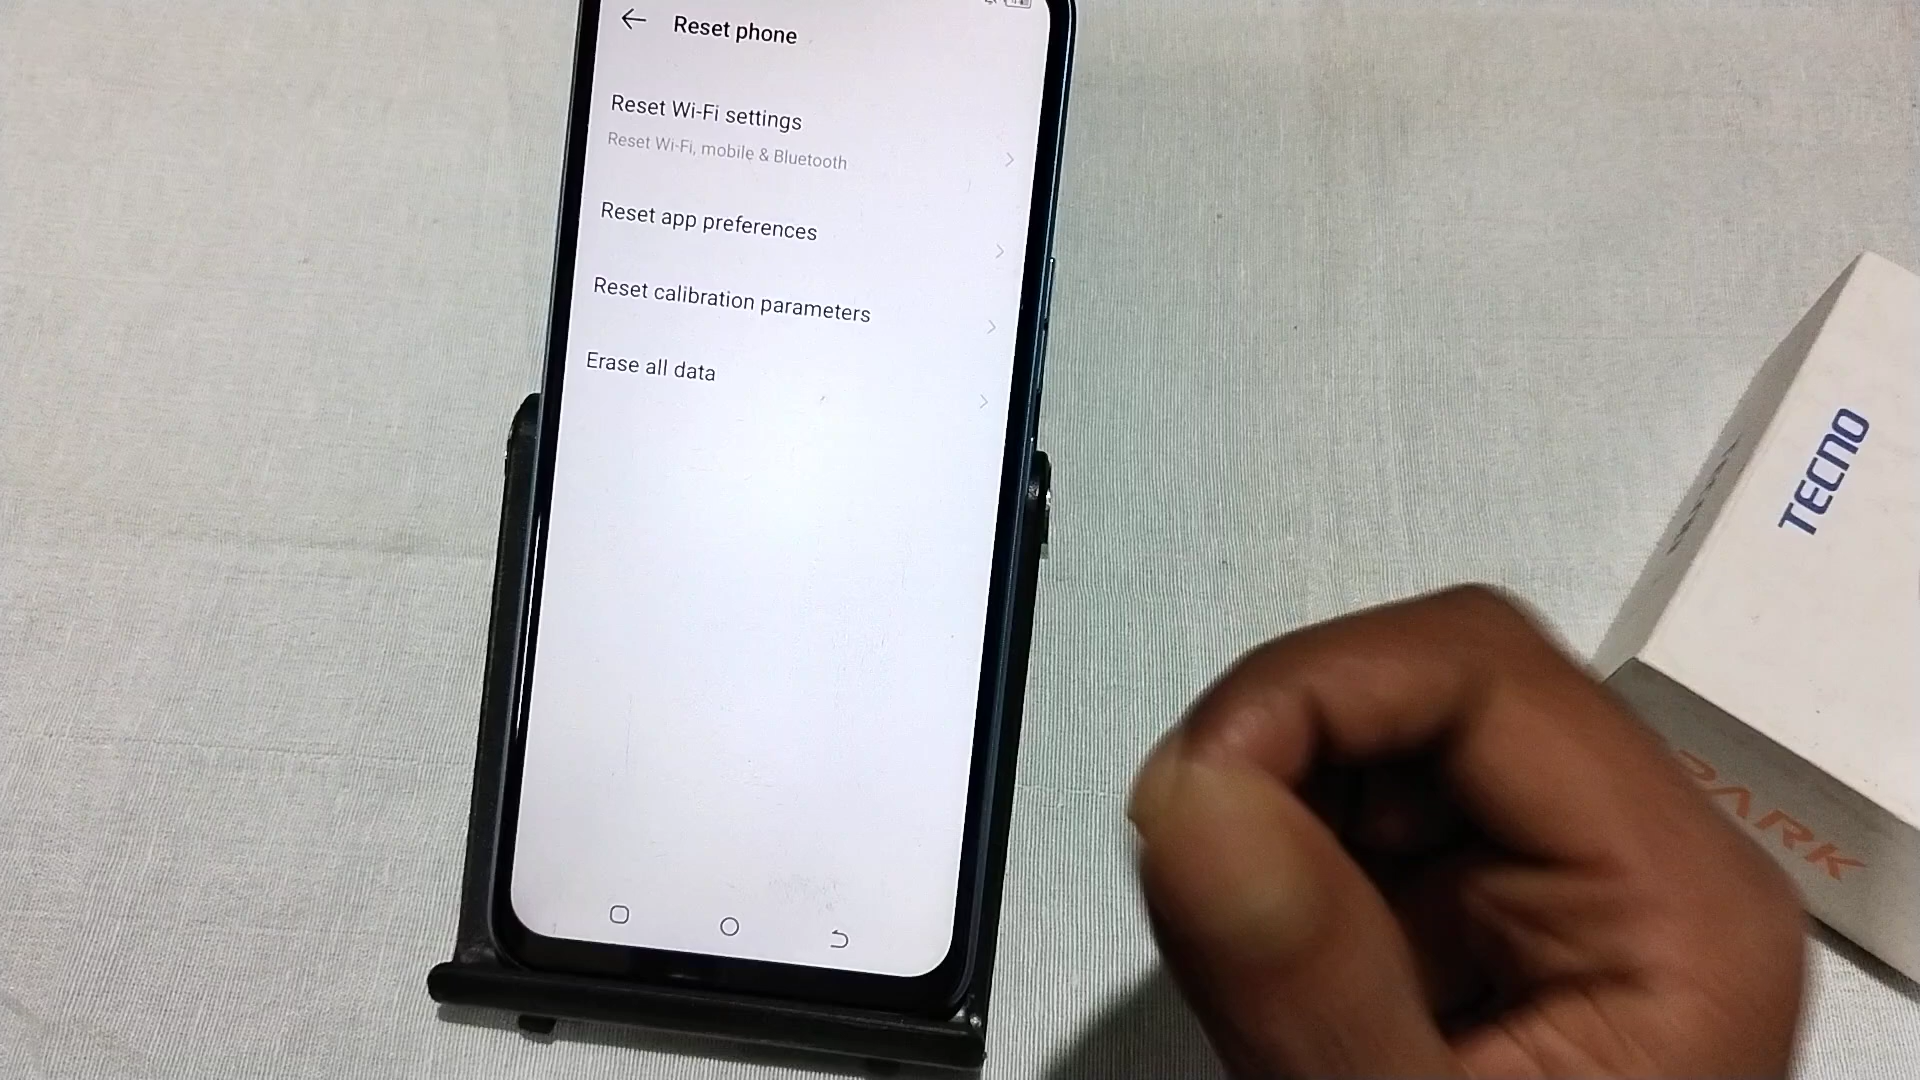 Reset phone
Reset Wi-Fi settings
Reset Wi-Fi, mobile & Bluetooth
Reset app preferences
Reset calibration parameters
Erase all data
TECNO
PARK